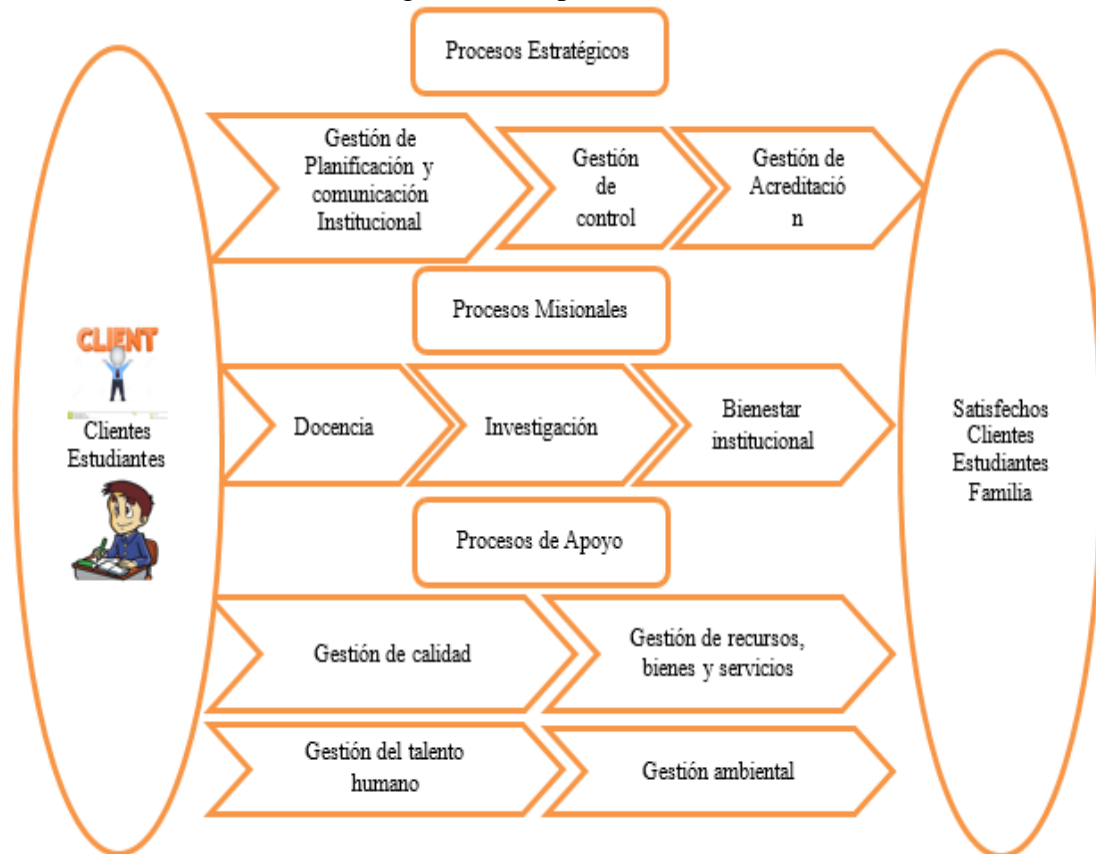 Procesos Estratégicos
Gestión de
Planificación y
comunicación
Institucional
Gestión
de
control
Gestión de
Acreditació
n
Procesos Misionales
CLIENT
Clientes
Estudiantes
Docencia
Investigación
Bienestar
institucional
Satisfechos
Clientes
Estudiantes
Familia
Procesos de Apoyo
Gestión de calidad
Gestión de recursos,
bienes y servicios
Gestión del talento
humano
Gestión ambiental